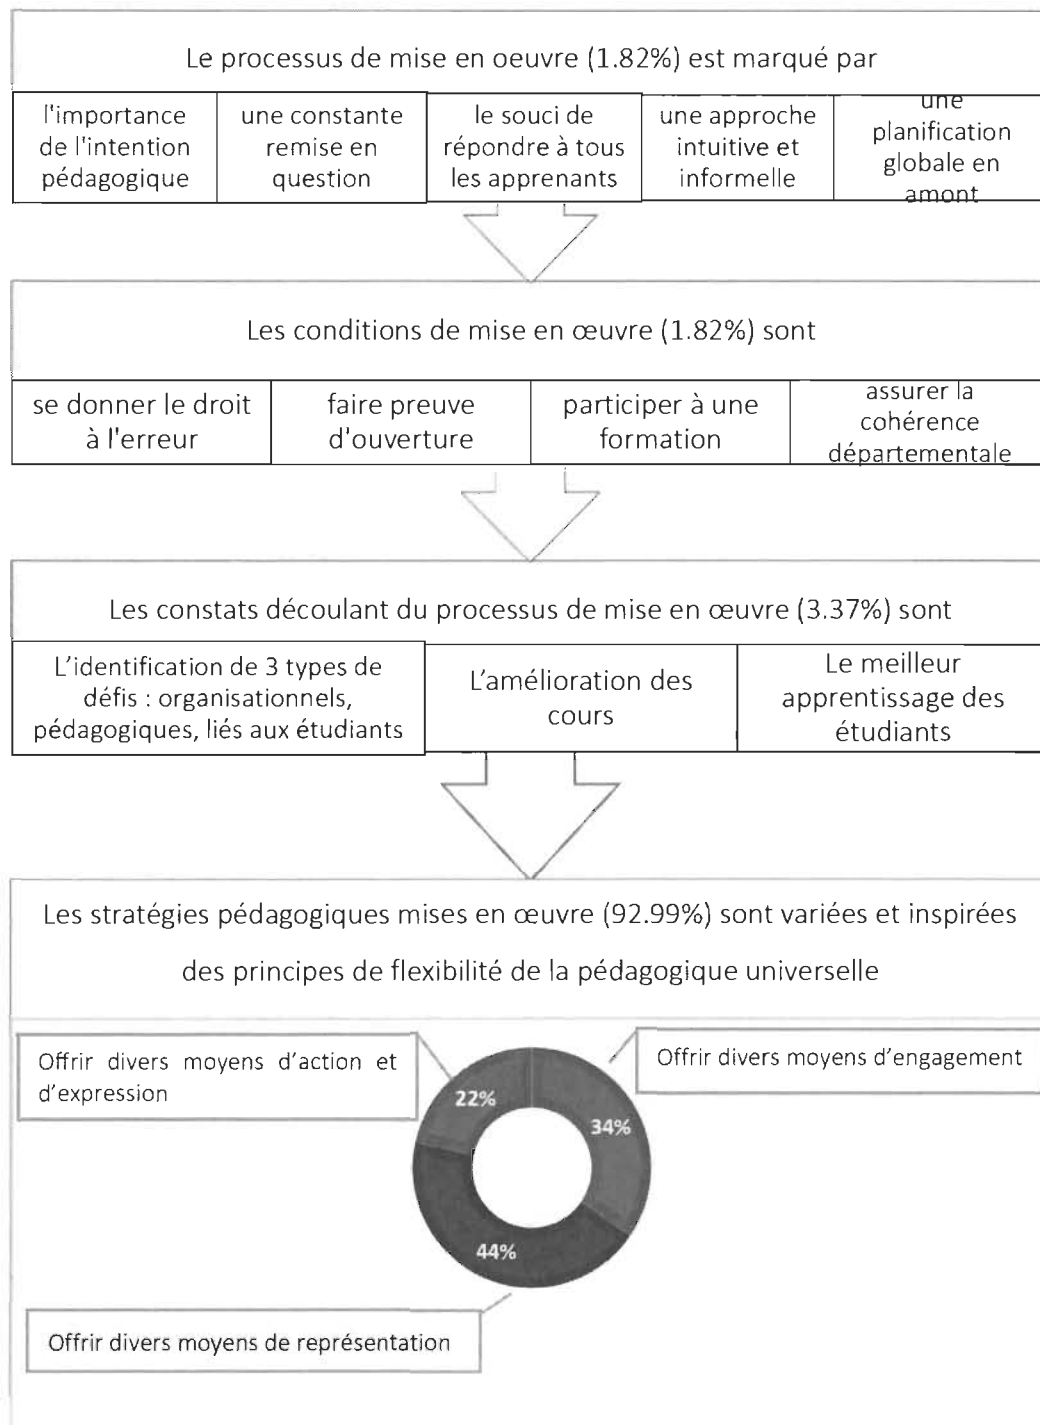 Le processus de mise en oeuvre (1.82%) est marqué par
l'importance
de l'intention
pédagogique
une constante
remise en
question
le souci de
répondre à tous
les apprenants
une approche
intuitive et
informelle
une
planification
globale en
amont
Les conditions de mise en œuvre (1.82%) sont
se donner le droit
à l'erreur
faire preuve
d'ouverture
participer à une
formation
assurer la
cohérence
départementale
Les constats découlant du processus de mise en œuvre (3.37%) sont
L'identification de 3 types de
défis : organisationnels,
pédagogiques, liés aux étudiants
L'amélioration des
cours
Le meilleur
apprentissage des
étudiants
Les stratégies pédagogiques mises en œuvre (92.99%) sont variées et inspirées
des principes de flexibilité de la pédagogique universelle
Offrir divers moyens d'action et
d'expression
Offrir divers moyens d'engagement
22%
34%
44%
Offrir divers moyens de représentation